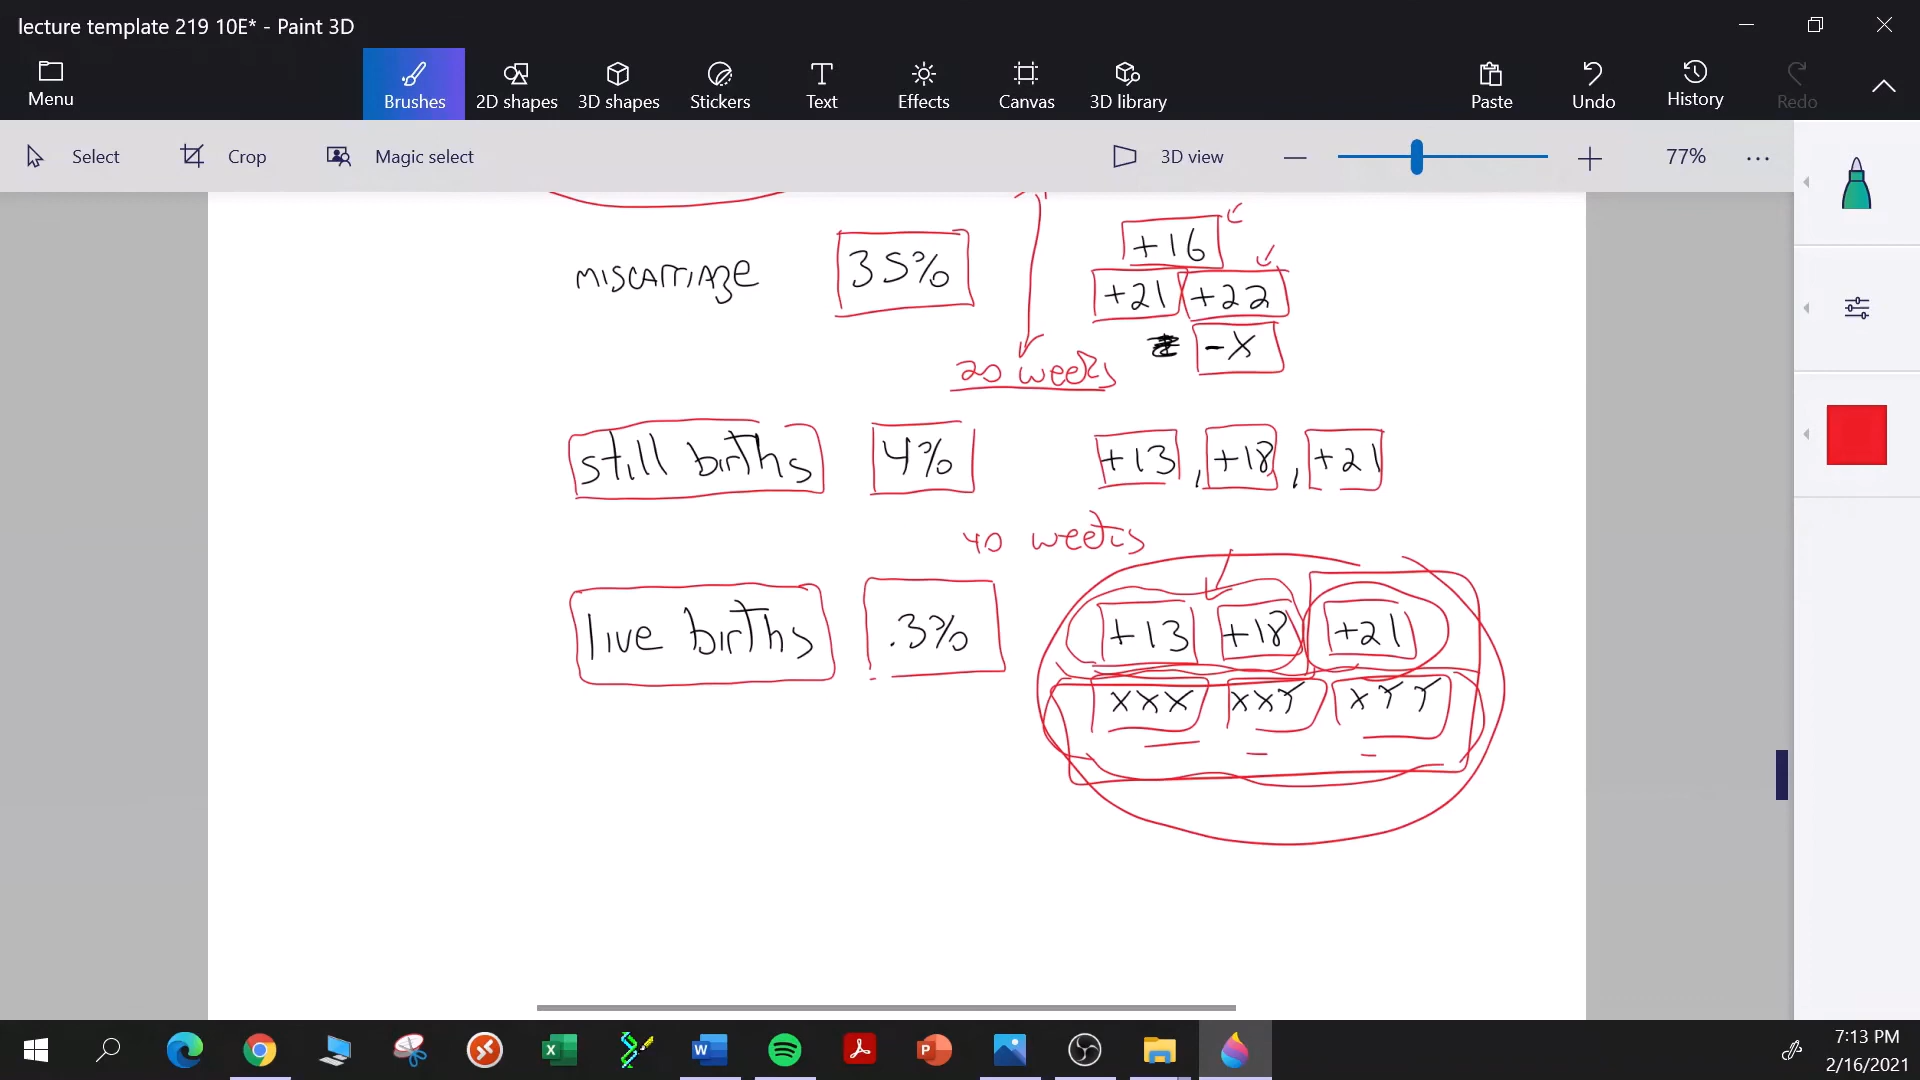 lecture template 219 10E* - Paint 3D
Menu
Brushes
2D shapes
3D shapes
Stickers
Text
Effects
Canvas
3D library
Paste
Undo
History
Redo
Select
Crop
Magic select
3D view
77%
+16
miscarriage 35% +21 +22
-X
20 weeks
still births 4% +13, +18, +21
40 weeks
live births .3% +13 +18 +21
XXX XXY XYY
7:13 PM
2/16/2021